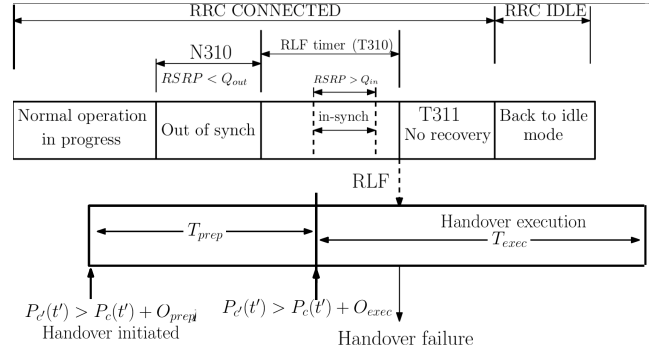 RRC CONNECTED
RRC IDLE
N310
RLF timer (T310)
RSRP < Q_out
RSRP > Q_in
Normal operation
in progress
Out of synch
in-synch
T311
No recovery
Back to idle
mode
RLF
T_prep
Handover execution
T_exec
P_c'(t') > P_c(t') + O_prep
Handover initiated
P_c'(t') > P_c(t') + O_exec
Handover failure